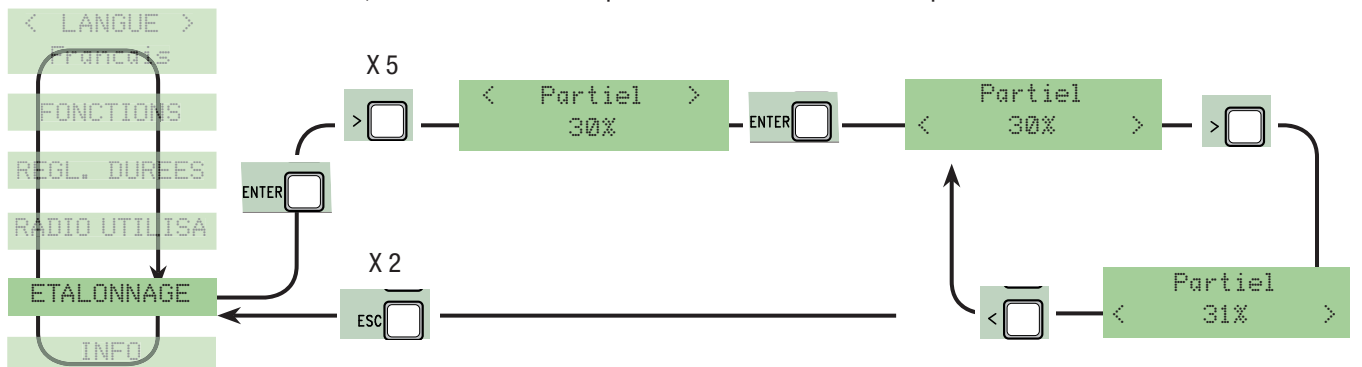 < LANGUE >
Francais
FONCTIONS
REGL. DUREES
RADIO UTILISA
ETALONNAGE
INFO
ENTER
X 5
>
< Partiel >
30%
ENTER
Partiel
< 30% >
>
Partiel
< 31% >
<
X 2
ESC